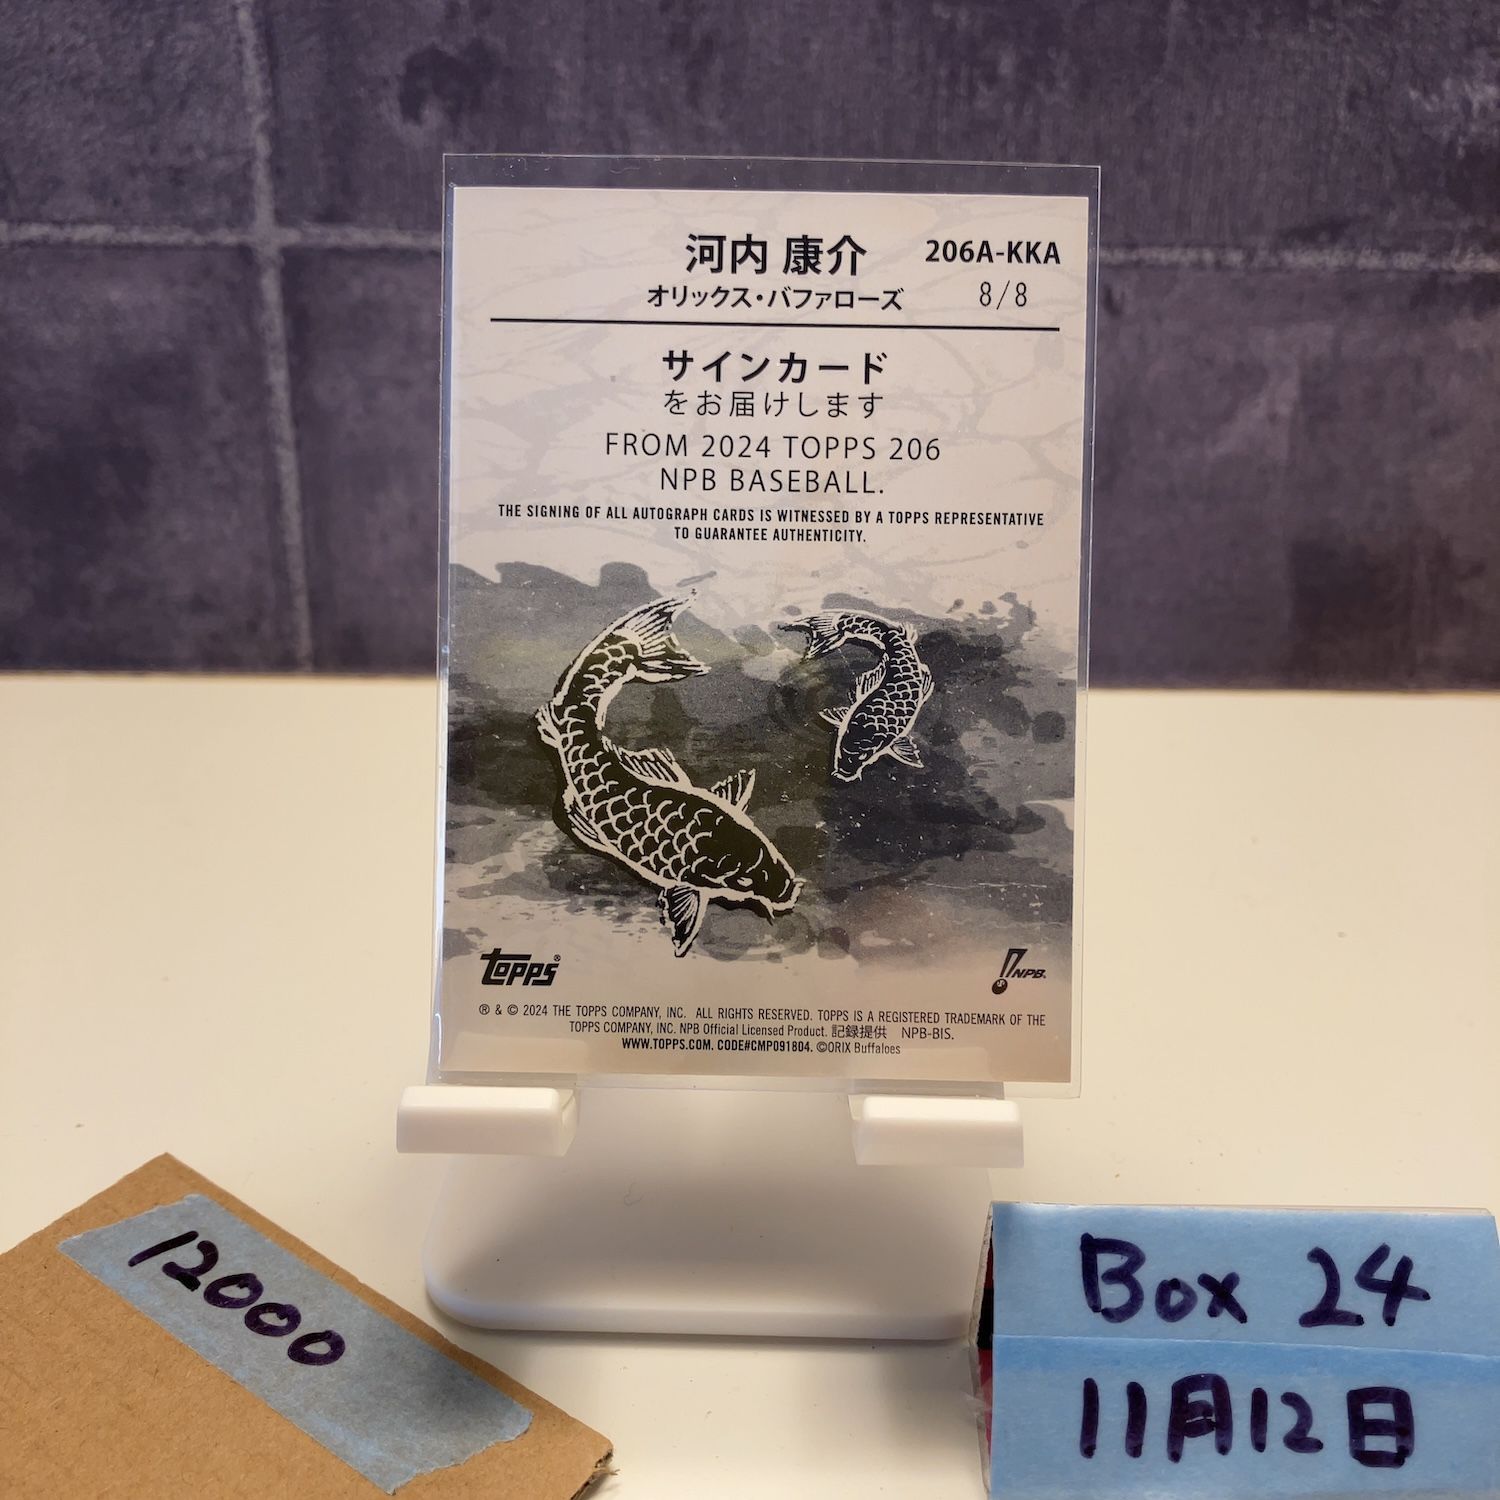 河内 康介
206A-KKA
オリックス・バファローズ
8/8
サインカード
をお届けします
FROM 2024 TOPPS 206
NPB BASEBALL.
THE SIGNING OF ALL AUTOGRAPH CARDS IS WITNESSED BY A TOPPS REPRESENTATIVE
TO GUARANTEE AUTHENTICITY.
topps®
NPB.
® & © 2024 THE TOPPS COMPANY, INC. ALL RIGHTS RESERVED. TOPPS IS A REGISTERED TRADEMARK OF THE
TOPPS COMPANY, INC. NPB Official Licensed Product. 記録提供 NPB-BIS.
WWW.TOPPS.COM. CODE#CMP091804. ©ORIX Buffaloes
12000
Box 24
11月12日